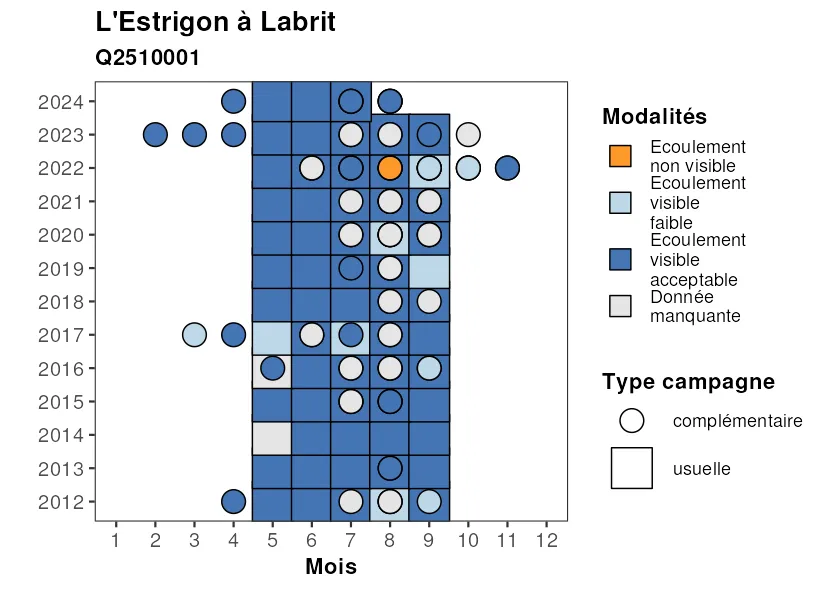 L'Estrigon à Labrit
Q2510001
2024
2023
2022
2021
2020
2019
2018
2017
2016
2015
2014
2013
2012
1 2 3 4 5 6 7 8 9 10 11 12
Mois
Modalités
Ecoulement
non visible
Ecoulement
visible
faible
Ecoulement
visible
acceptable
Donnée
manquante
Type campagne
complémentaire
usuelle